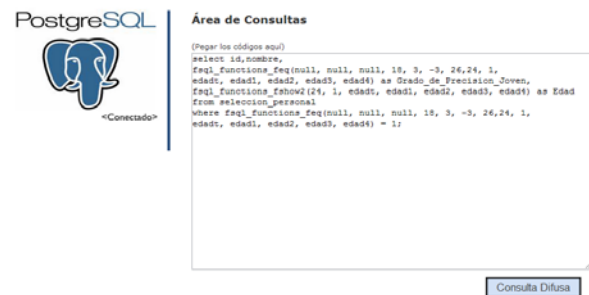 PostgreSQL
<Conectado>
Área de Consultas
(Pegar los códigos aquí)
select id,nombre,
fsql_functions_feq(null, null, null, 18, 3, -3, 26,24, 1,
edadt, edad1, edad2, edad3, edad4) as Grado_de_Precision_Joven,
fsql_functions_fshow2(24, 1, edadt, edad1, edad2, edad3, edad4) as Edad
from seleccion_personal
where fsql_functions_feq(null, null, null, 18, 3, -3, 26,24, 1,
edadt, edad1, edad2, edad3, edad4) = 1;
Consulta Difusa